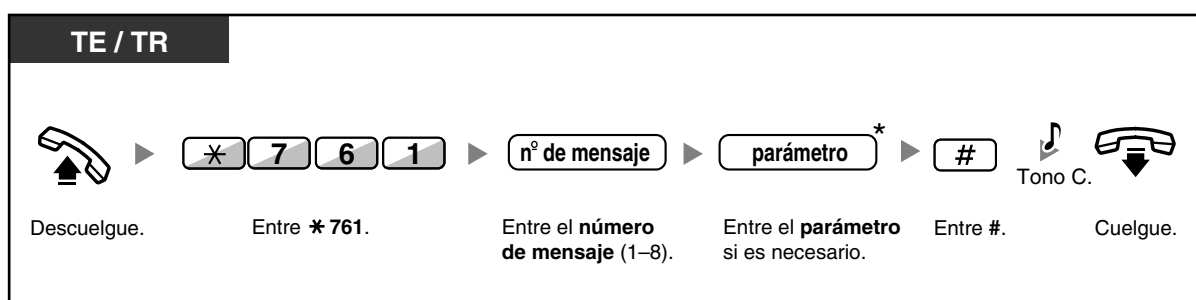 TE / TR
* 7 6 1 nº de mensaje parámetro* #
Tono C.
Descuelgue. Entre * 761. Entre el número Entre el parámetro Entre #. Cuelgue.
de mensaje (1–8). si es necesario.